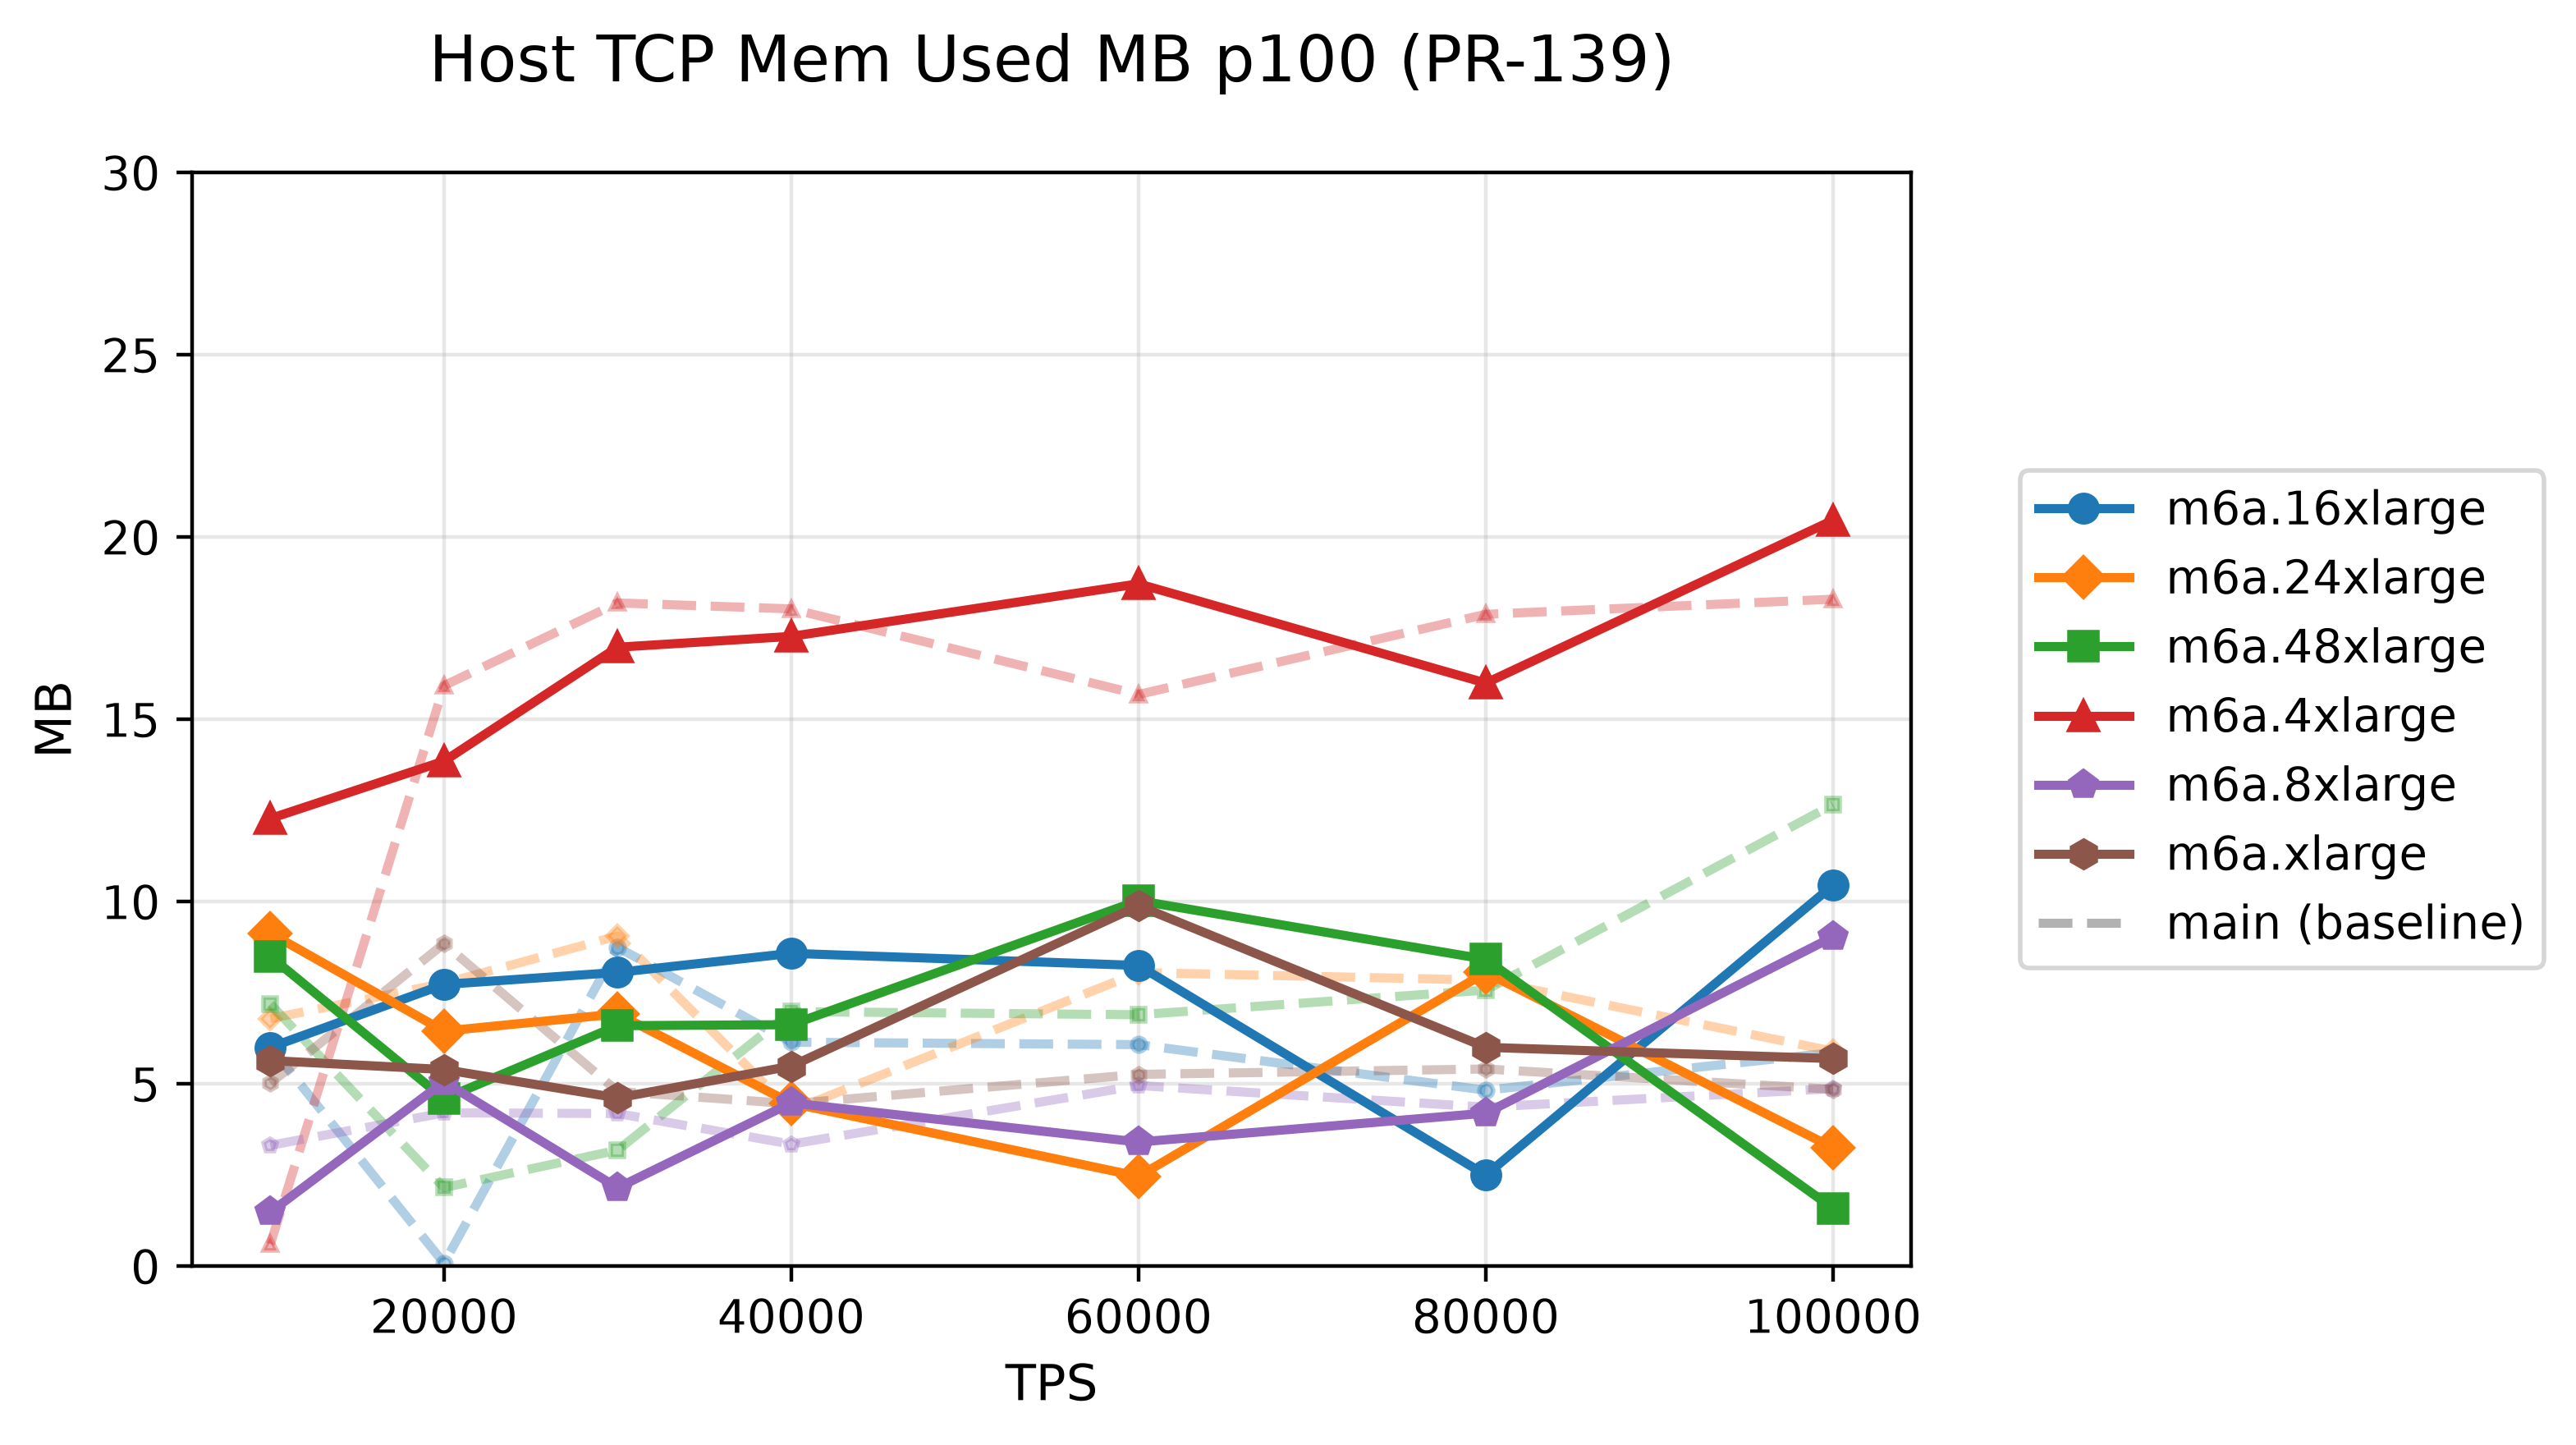 Host TCP Mem Used MB p100 (PR-139)
30
25
20
15
10
5
0
MB
20000 40000 60000 80000 100000
TPS
m6a.16xlarge
m6a.24xlarge
m6a.48xlarge
m6a.4xlarge
m6a.8xlarge
m6a.xlarge
main (baseline)